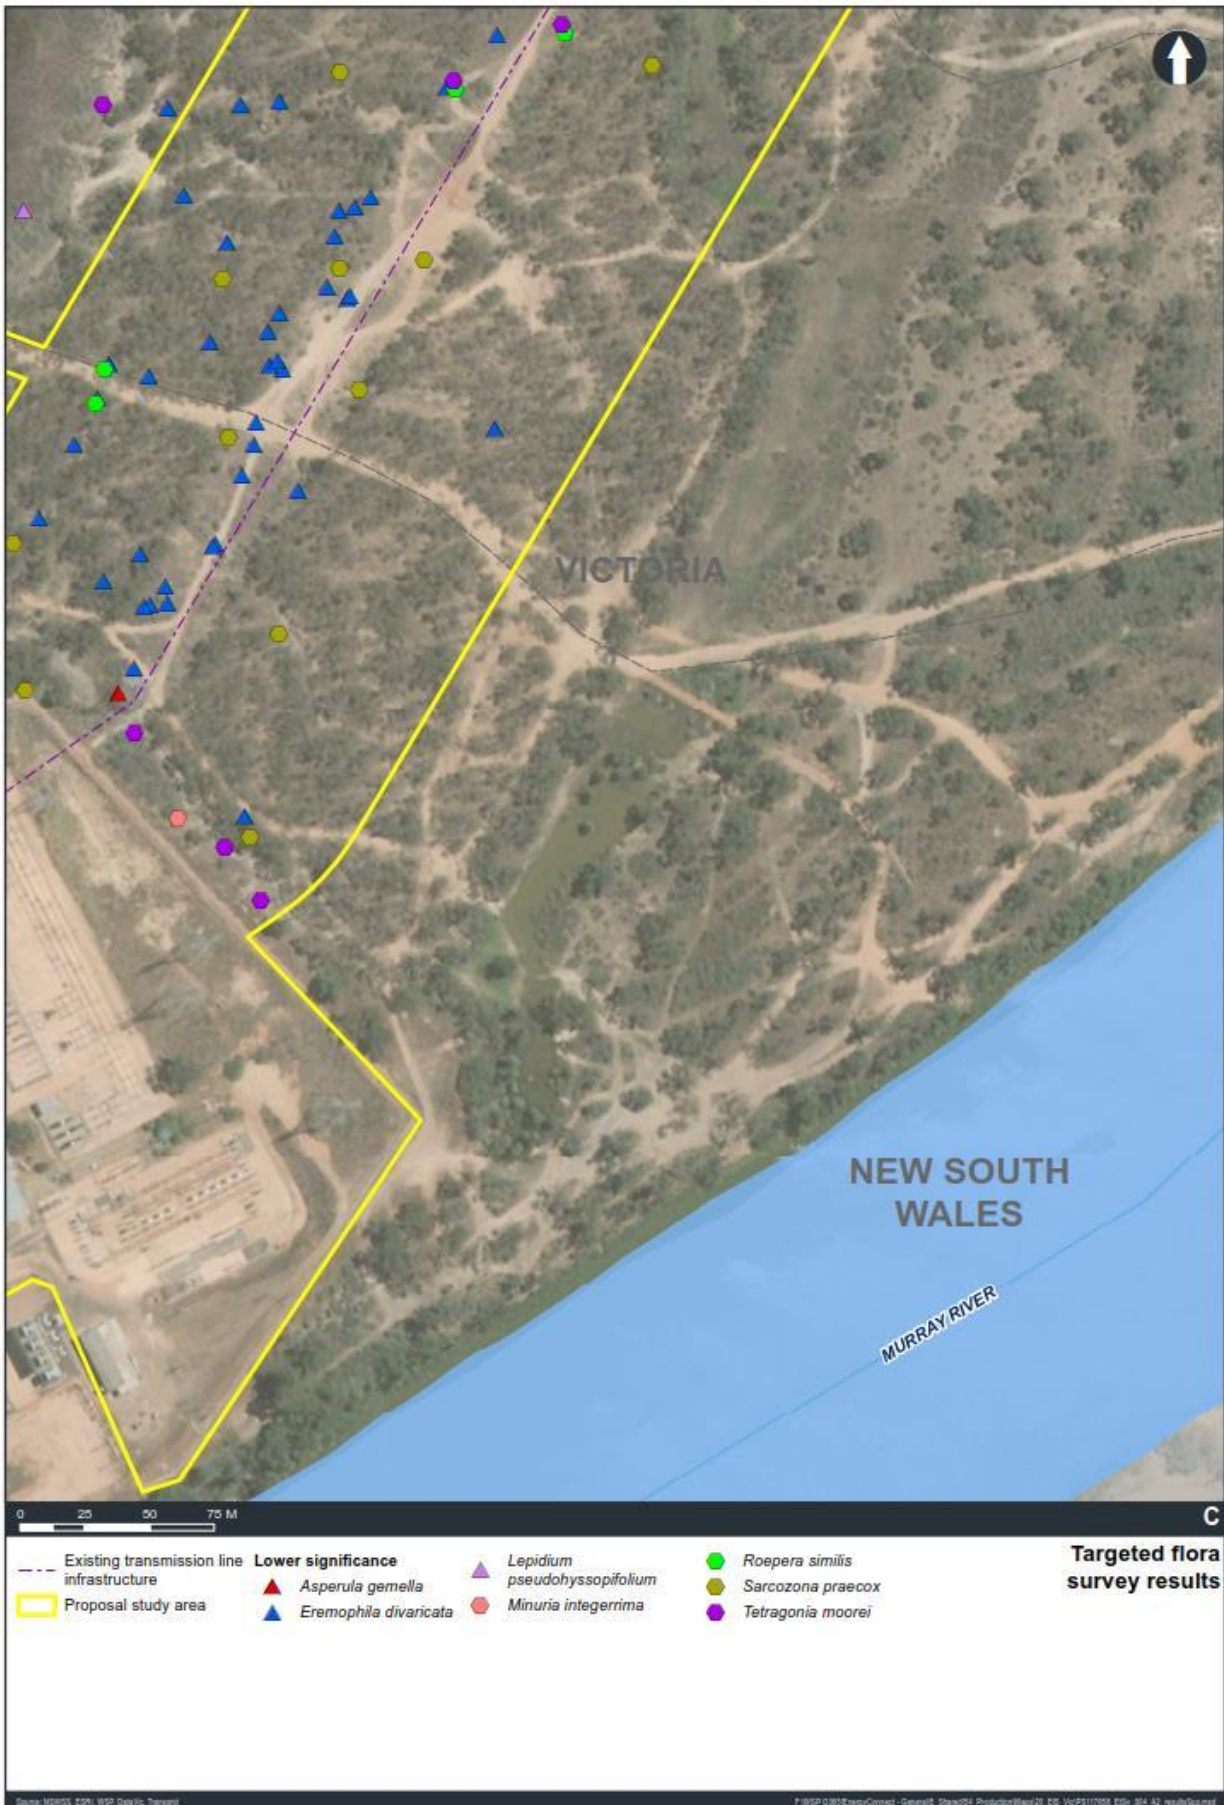 VICTORIA
NEW SOUTH
WALES
MURRAY RIVER
0 25 50 75 M
C
Existing transmission line
infrastructure
Proposal study area
Lower significance
Asperula gemella
Eremophila divaricata
Lepidium
pseudohyssopifolium
Minuria integerrima
Roepera similis
Sarcozona praecox
Tetragonia moorei
Targeted flora
survey results